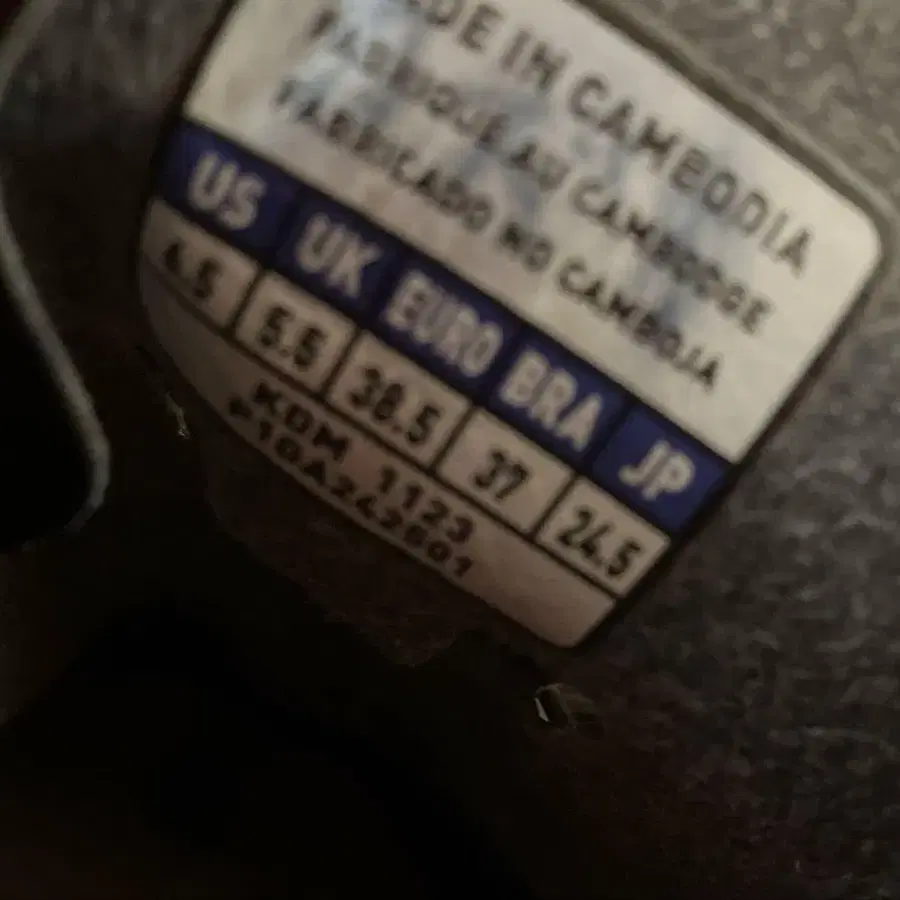 MADE IN CAMBODIA
FABRIQUE AU CAMBODGE
FABRICADO NO CAMBOJA
US UK EURO BRA JP
6.5 5.5 38.5 37 24.5
KDM 1123